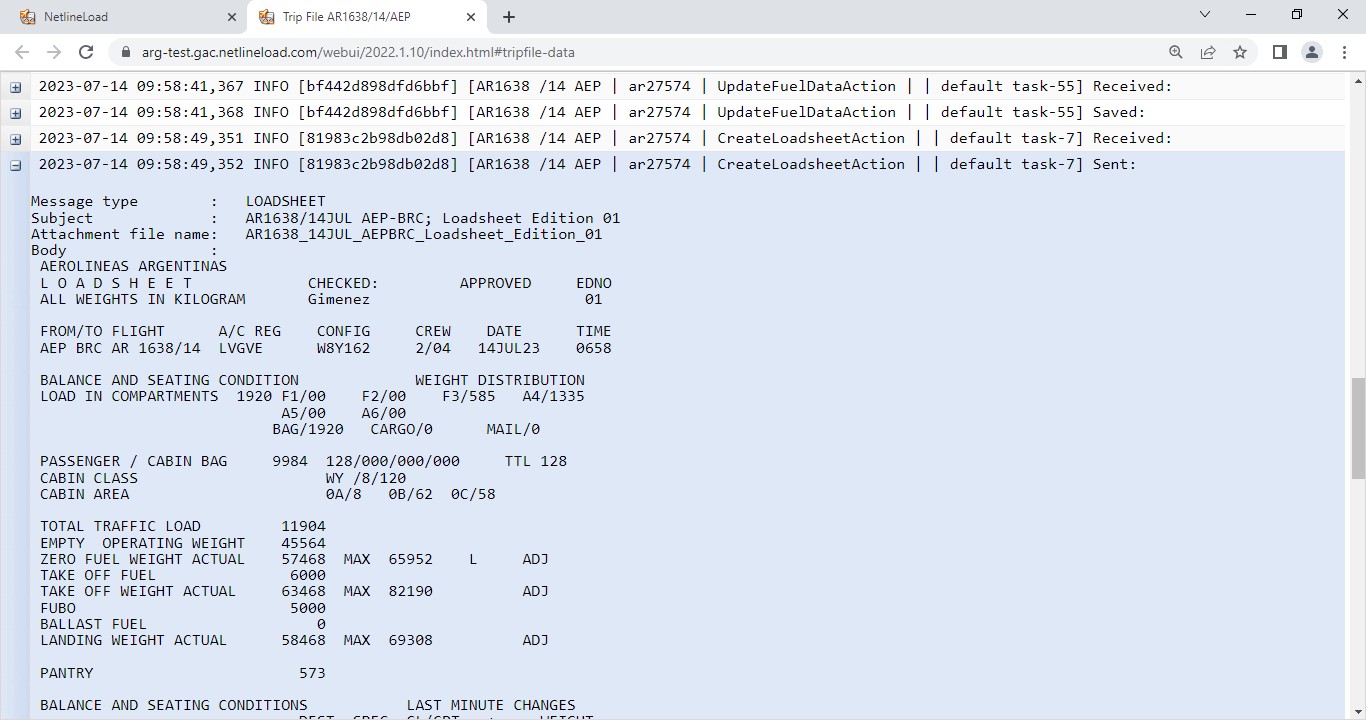 NetlineLoad
Trip File AR1638/14/AEP
arg-test.gac.netlineload.com/webui/2022.1.10/index.html#tripfile-data
2023-07-14 09:58:41,367 INFO [bf442d898dfd6bbf] [AR1638 /14 AEP | ar27574 | UpdateFuelDataAction | | default task-55] Received:
2023-07-14 09:58:41,368 INFO [bf442d898dfd6bbf] [AR1638 /14 AEP | ar27574 | UpdateFuelDataAction | | default task-55] Saved:
2023-07-14 09:58:49,351 INFO [81983c2b98db02d8] [AR1638 /14 AEP | ar27574 | CreateLoadsheetAction | | default task-7] Received:
2023-07-14 09:58:49,352 INFO [81983c2b98db02d8] [AR1638 /14 AEP | ar27574 | CreateLoadsheetAction | | default task-7] Sent:
Message type : LOADSHEET
Subject : AR1638/14JUL AEP-BRC; Loadsheet Edition 01
Attachment file name: AR1638_14JUL_AEPBRC_Loadsheet_Edition_01
Body :
AEROLINEAS ARGENTINAS
L O A D S H E E T CHECKED: APPROVED EDNO
ALL WEIGHTS IN KILOGRAM Gimenez 01
FROM/TO FLIGHT A/C REG CONFIG CREW DATE TIME
AEP BRC AR 1638/14 LVGVE W8Y162 2/04 14JUL23 0658
BALANCE AND SEATING CONDITION WEIGHT DISTRIBUTION
LOAD IN COMPARTMENTS 1920 F1/00 F2/00 F3/585 A4/1335
A5/00 A6/00
BAG/1920 CARGO/0 MAIL/0
PASSENGER / CABIN BAG 9984 128/000/000/000 TTL 128
CABIN CLASS WY /8/120
CABIN AREA 0A/8 0B/62 0C/58
TOTAL TRAFFIC LOAD 11904
EMPTY OPERATING WEIGHT 45564
ZERO FUEL WEIGHT ACTUAL 57468 MAX 65952 L ADJ
TAKE OFF FUEL 6000
TAKE OFF WEIGHT ACTUAL 63468 MAX 82190 ADJ
FUBO 5000
BALLAST FUEL 0
LANDING WEIGHT ACTUAL 58468 MAX 69308 ADJ
PANTRY 573
BALANCE AND SEATING CONDITIONS LAST MINUTE CHANGES